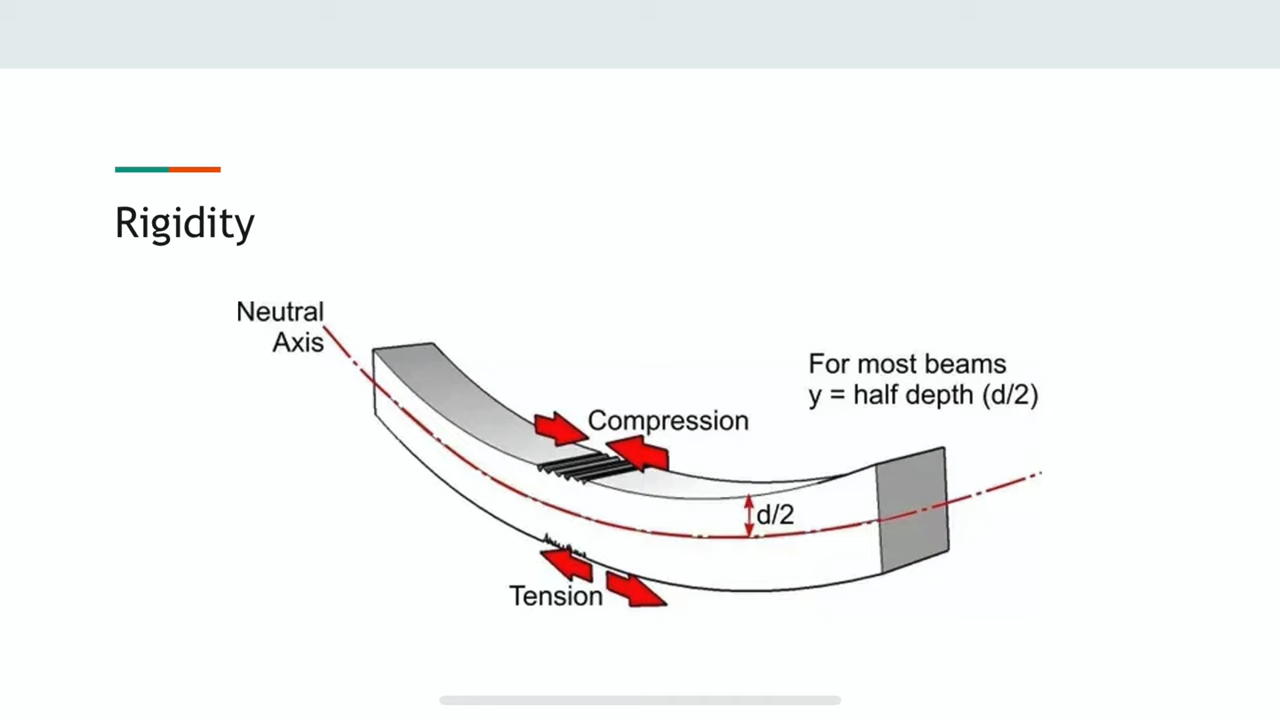 Rigidity
Neutral
Axis
For most beams
y = half depth (d/2)
Compression
d/2
Tension